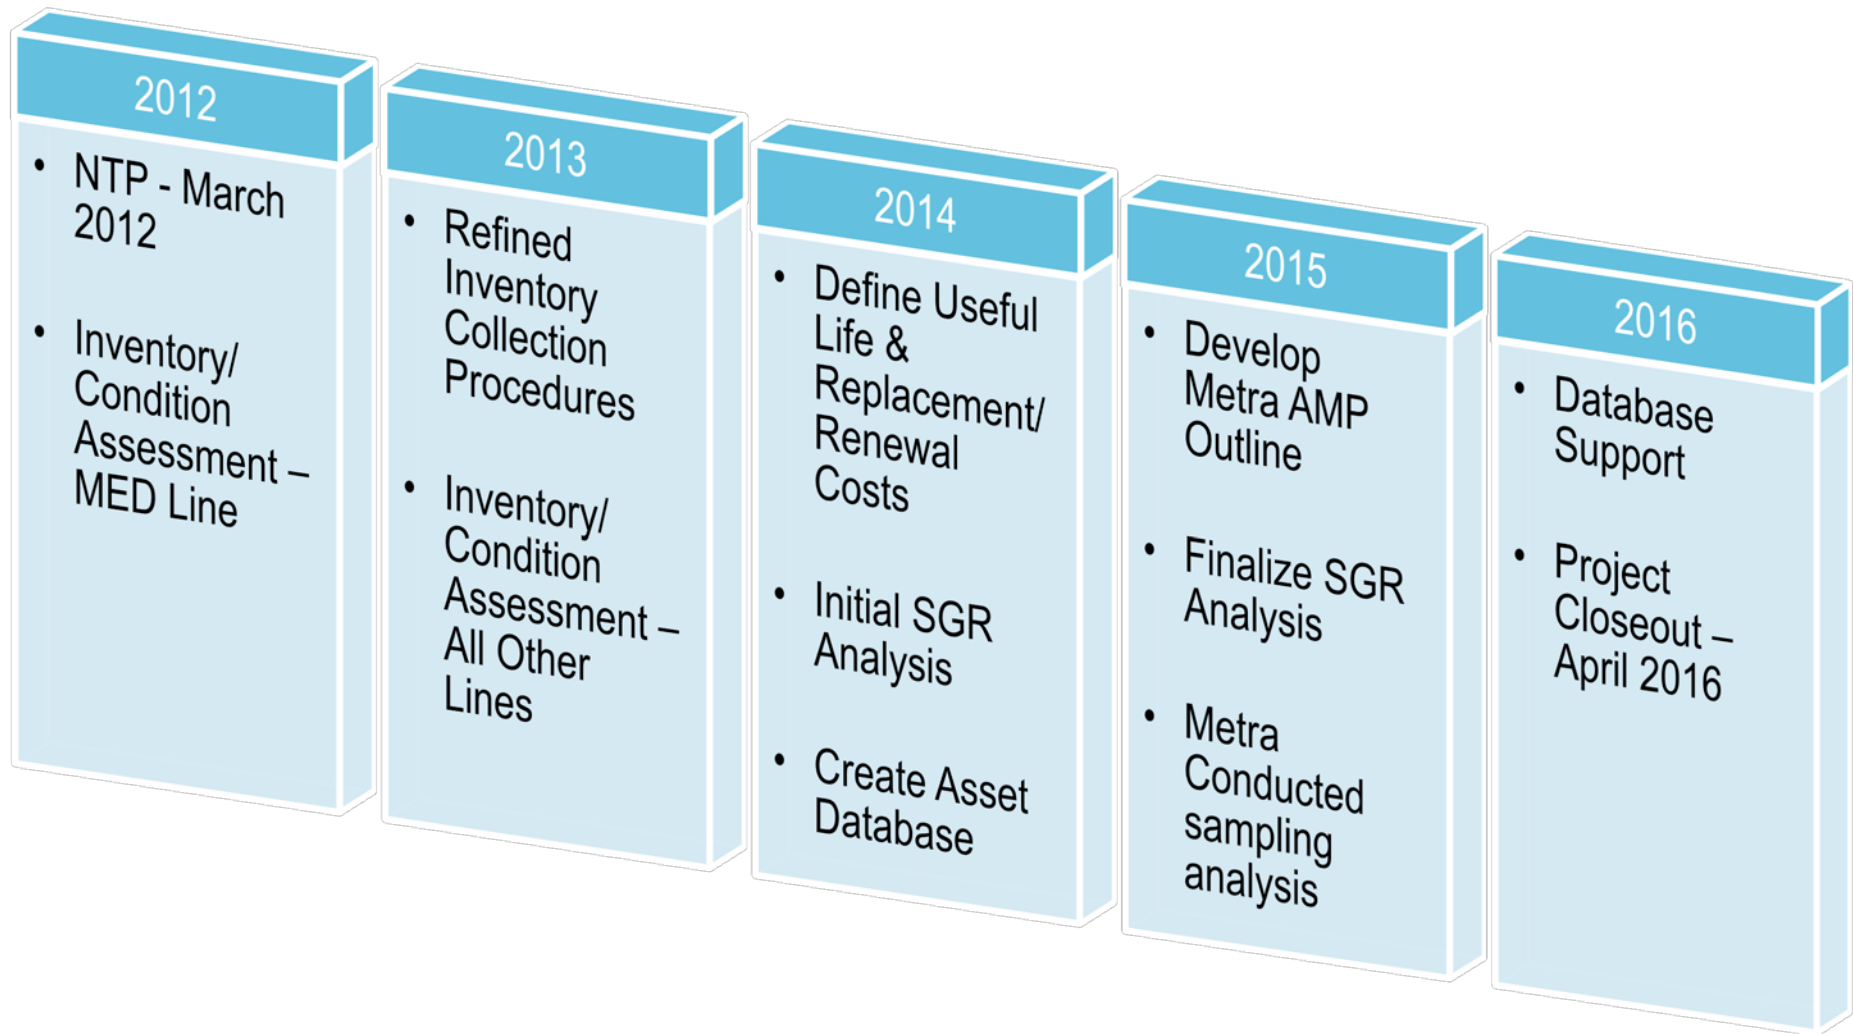 2012
• NTP - March
2012
• Inventory/
Condition
Assessment –
MED Line
2013
• Refined
Inventory
Collection
Procedures
• Inventory/
Condition
Assessment –
All Other
Lines
2014
• Define Useful
Life &
Replacement/
Renewal
Costs
• Initial SGR
Analysis
• Create Asset
Database
2015
• Develop
Metra AMP
Outline
• Finalize SGR
Analysis
• Metra
Conducted
sampling
analysis
2016
• Database
Support
• Project
Closeout –
April 2016